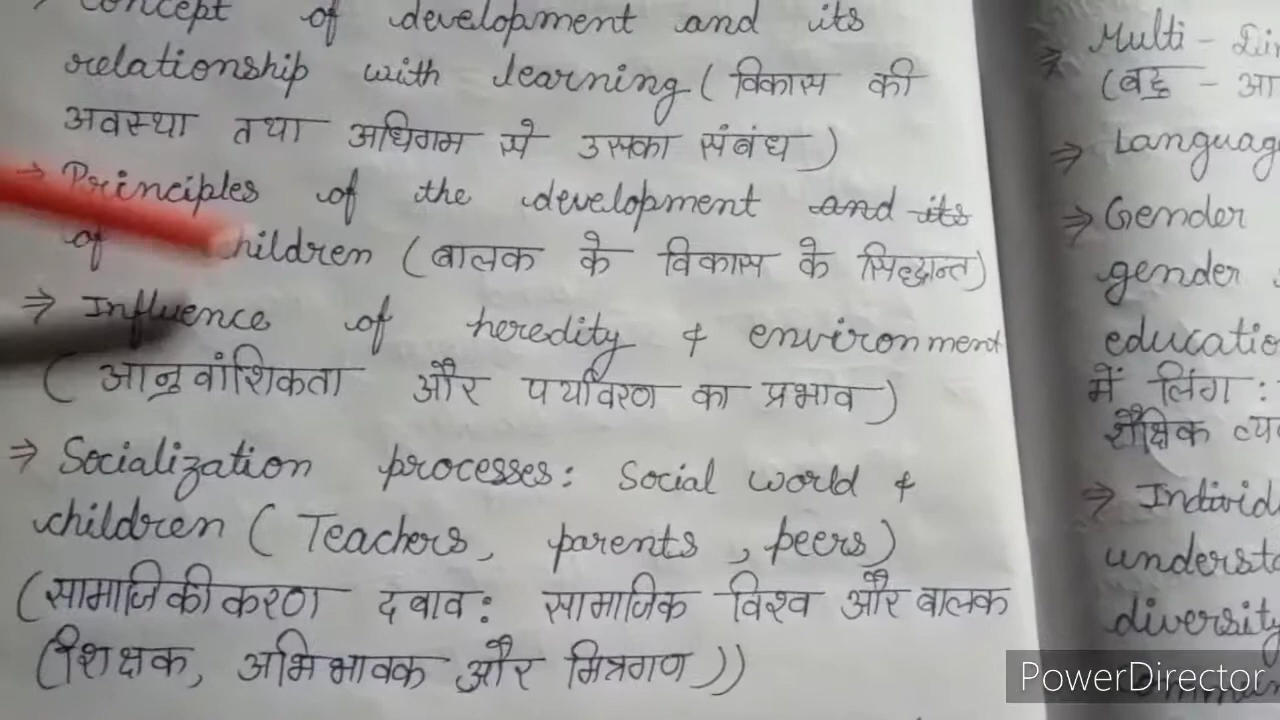 Concept of development and its
relationship with learning ( विकास की
अवस्था तथा अधिगम से उसका संबंध )
⇒ Principles of the development and its
of children ( बालक के विकास के सिद्धान्त )
⇒ Influence of heredity & environment
( आनुवांशिकता और पर्यावरण का प्रभाव )
⇒ Socialization processes : Social world &
children ( Teachers, parents , peers )
( सामाजिकीकरण दबाव : सामाजिक विश्व और बालक
( शिक्षक, अभिभावक और मित्रगण ) )
⇒ Multi -
( बहु - आ
⇒ Languag
⇒ Gender
gender
educatio
में लिंग :
शैक्षिक
⇒ Individ
understa
diversity
PowerDirector